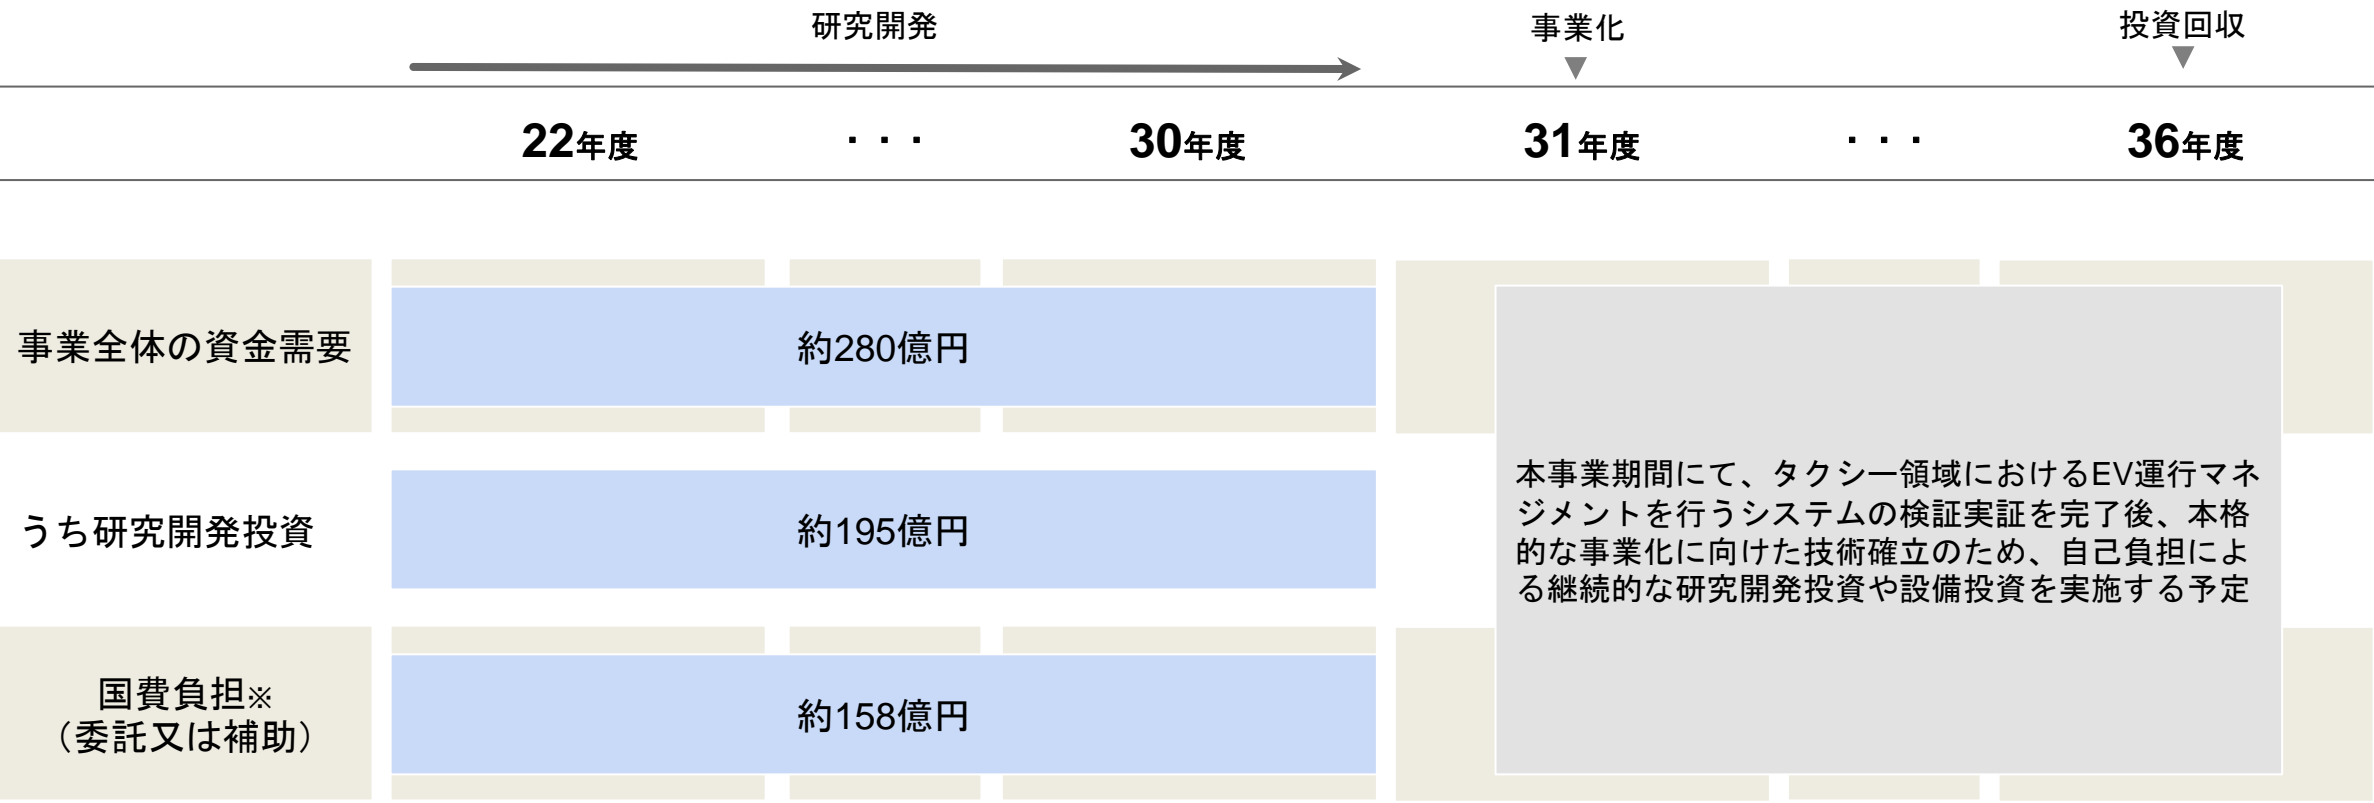 研究開発
事業化
投資回収
22年度
・・・
30年度
31年度
・・・
36年度
事業全体の資金需要
約280億円
うち研究開発投資
約195億円
国費負担※
（委託又は補助）
約158億円
本事業期間にて、タクシー領域におけるEV運行マネ
ジメントを行うシステムの検証実証を完了後、本格
的な事業化に向けた技術確立のため、自己負担によ
る継続的な研究開発投資や設備投資を実施する予定